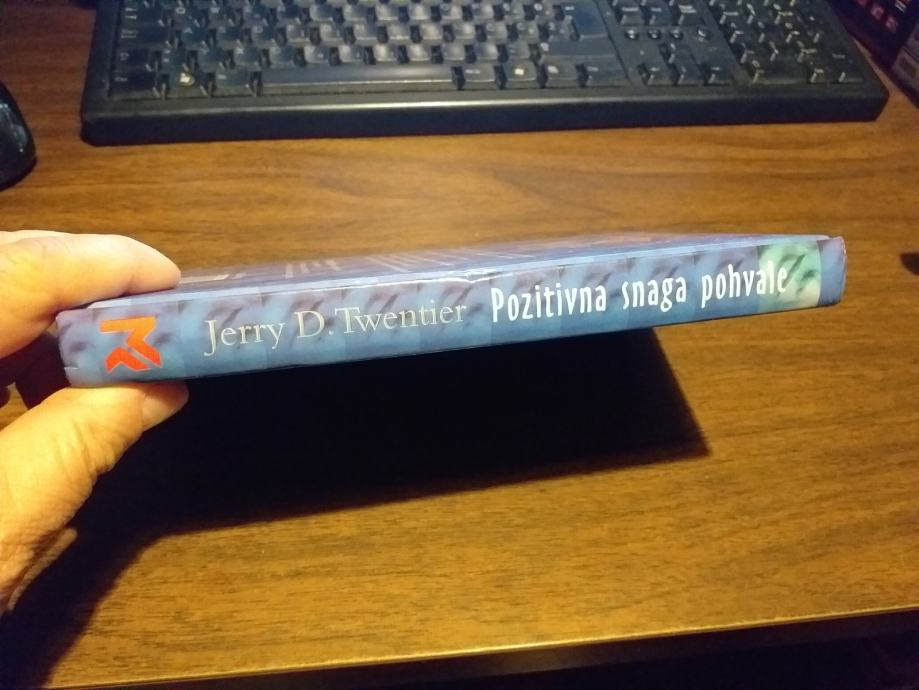 Jerry D. Twentier Pozitivna snaga pohvale